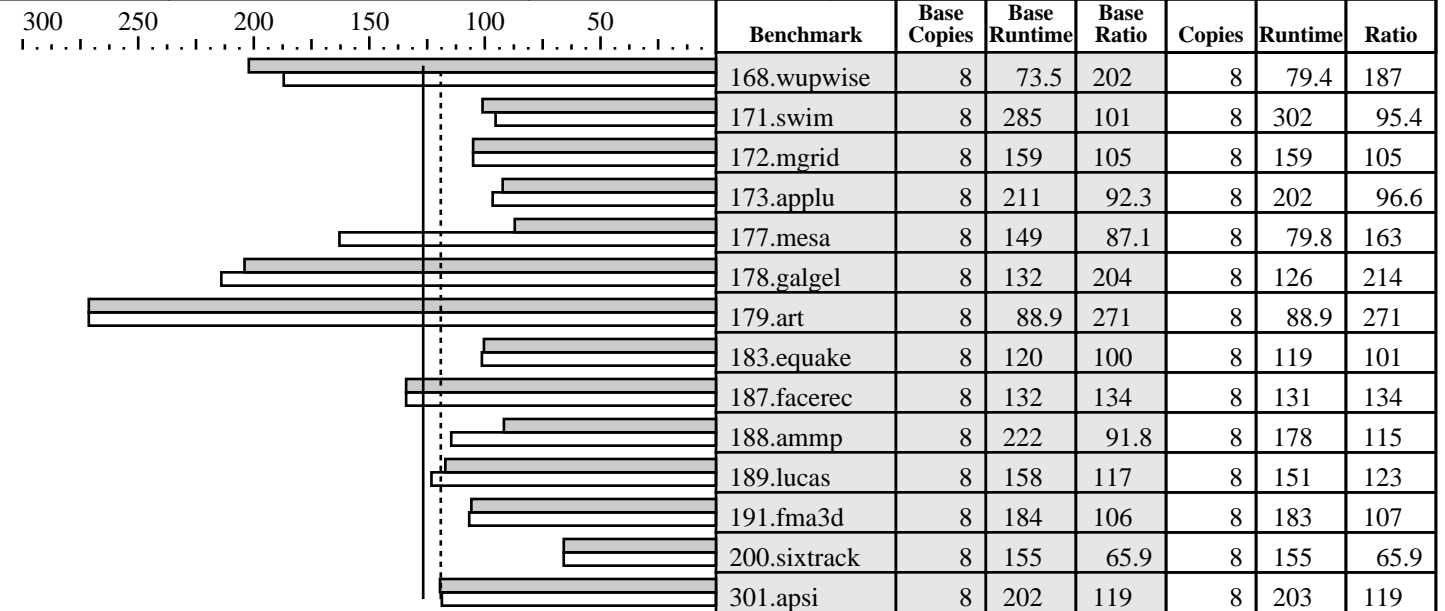 300 250 200 150 100 50
Benchmark Base Copies Base Runtime Base Ratio Copies Runtime Ratio
168.wupwise 8 73.5 202 8 79.4 187
171.swim 8 285 101 8 302 95.4
172.mgrid 8 159 105 8 159 105
173.applu 8 211 92.3 8 202 96.6
177.mesa 8 149 87.1 8 79.8 163
178.galgel 8 132 204 8 126 214
179.art 8 88.9 271 8 88.9 271
183.equake 8 120 100 8 119 101
187.facerec 8 132 134 8 131 134
188.ammp 8 222 91.8 8 178 115
189.lucas 8 158 117 8 151 123
191.fma3d 8 184 106 8 183 107
200.sixtrack 8 155 65.9 8 155 65.9
301.apsi 8 202 119 8 203 119